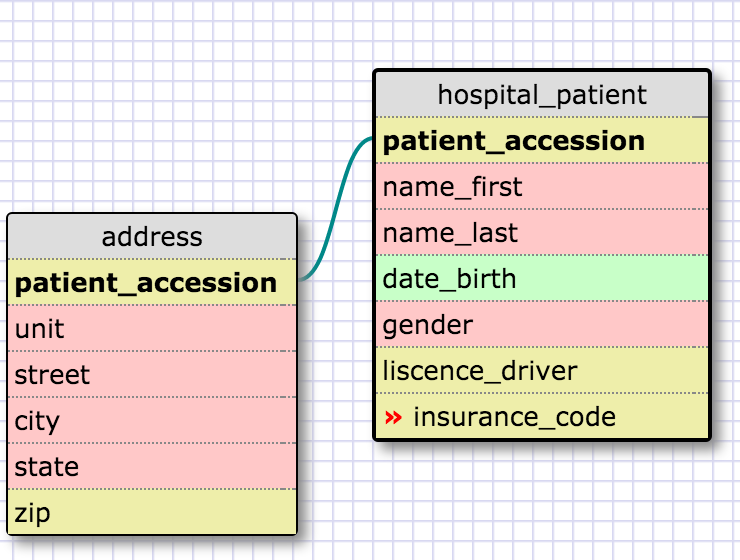 hospital_patient
patient_accession
name_first
name_last
date_birth
gender
liscence_driver
» insurance_code
address
patient_accession
unit
street
city
state
zip